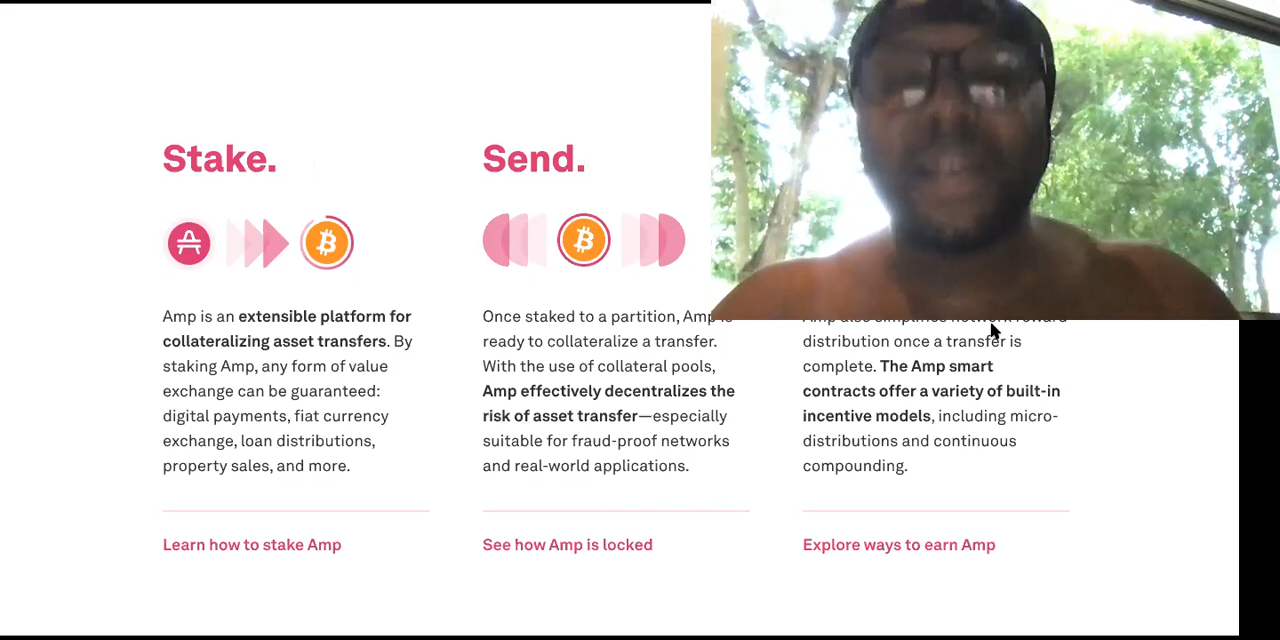 Stake.
Amp is an extensible platform for
collateralizing asset transfers. By
staking Amp, any form of value
exchange can be guaranteed:
digital payments, fiat currency
exchange, loan distributions,
property sales, and more.
Learn how to stake Amp
Send.
Once staked to a partition, Amp is
ready to collateralize a transfer.
With the use of collateral pools,
Amp effectively decentralizes the
risk of asset transfer—especially
suitable for fraud-proof networks
and real-world applications.
See how Amp is locked
Amp also simplifies network reward
distribution once a transfer is
complete. The Amp smart
contracts offer a variety of built-in
incentive models, including micro-
distributions and continuous
compounding.
Explore ways to earn Amp